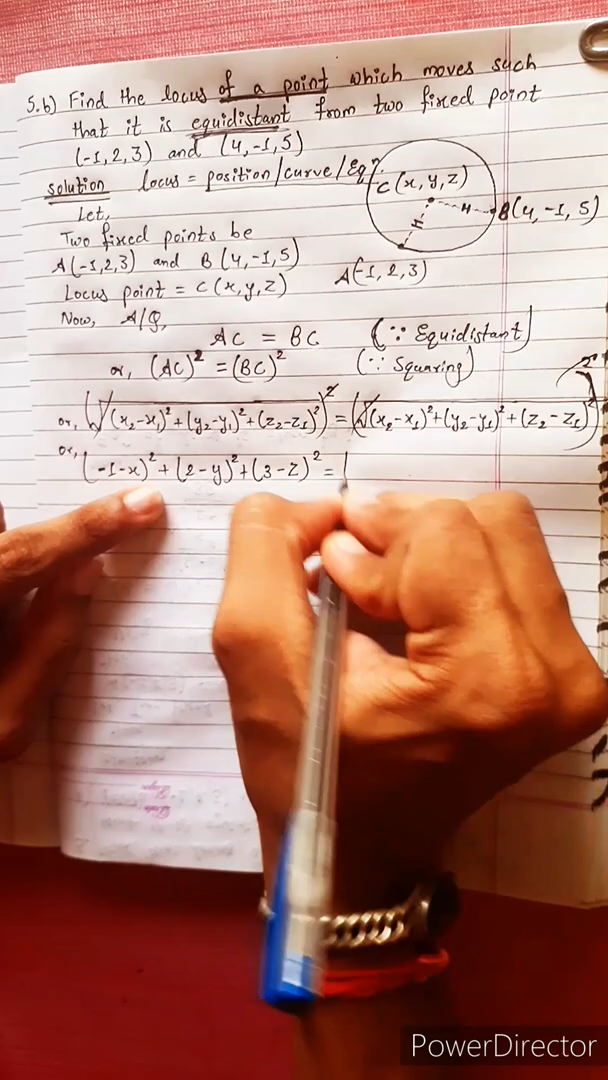 5.b) Find the locus of a point which moves such
that it is equidistant from two fixed point
(-1,2,3) and (4,-1,5)
solution locus = position/curve/Eqⁿ
C(x,y,z)
B(4,-1,5)
A(-1,2,3)
Let,
Two fixed points be
A(-1,2,3) and B(4,-1,5)
Locus point = C(x,y,z)
Now, A/Q,
AC = BC (∵ Equidistant)
or, (AC)² = (BC)² (∵ Squaring)
or, (√(x₂-x₁)²+(y₂-y₁)²+(z₂-z₁)²)² = (√(x₂-x₁)²+(y₂-y₁)²+(z₂-z₁)²)²
or, (-1-x)²+(2-y)²+(3-z)² = (
PowerDirector